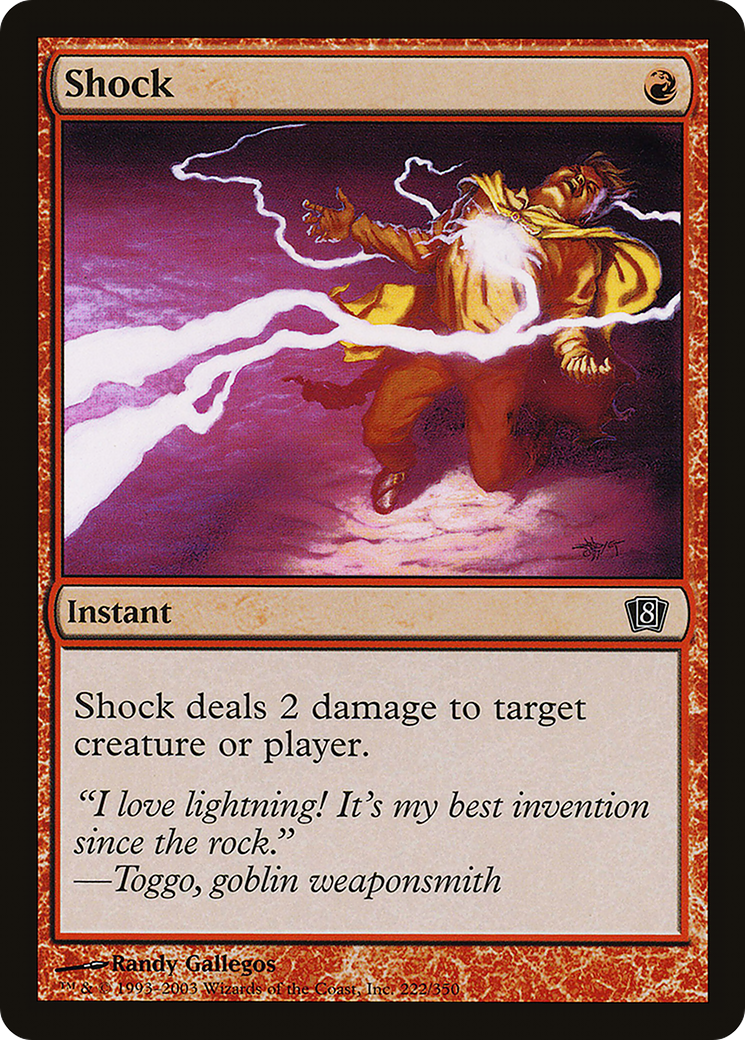 Shock
Instant
8
Shock deals 2 damage to target
creature or player.
“I love lightning! It’s my best invention
since the rock.”
—Toggo, goblin weaponsmith
Randy Gallegos
™ & © 1993–2003 Wizards of the Coast, Inc. 222/350